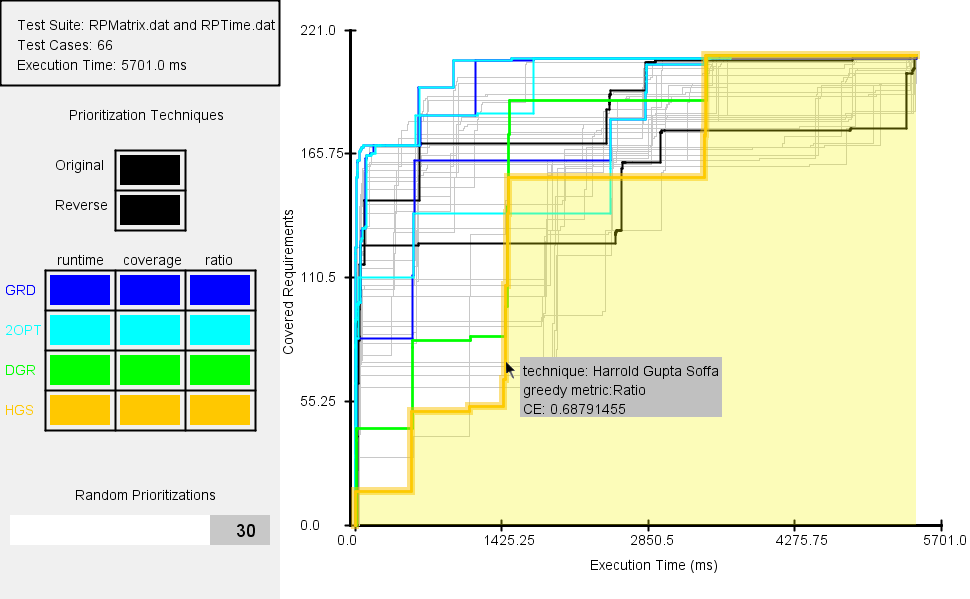 Test Suite: RPMatrix.dat and RPTime.dat
Test Cases: 66
Execution Time: 5701.0 ms
Prioritization Techniques
Original
Reverse
runtime coverage ratio
GRD
2OPT
DGR
HGS
Random Prioritizations
30
221.0
165.75
110.5
55.25
0.0
Covered Requirements
technique: Harrold Gupta Soffa
greedy metric:Ratio
CE: 0.68791455
0.0 1425.25 2850.5 4275.75 5701.0
Execution Time (ms)